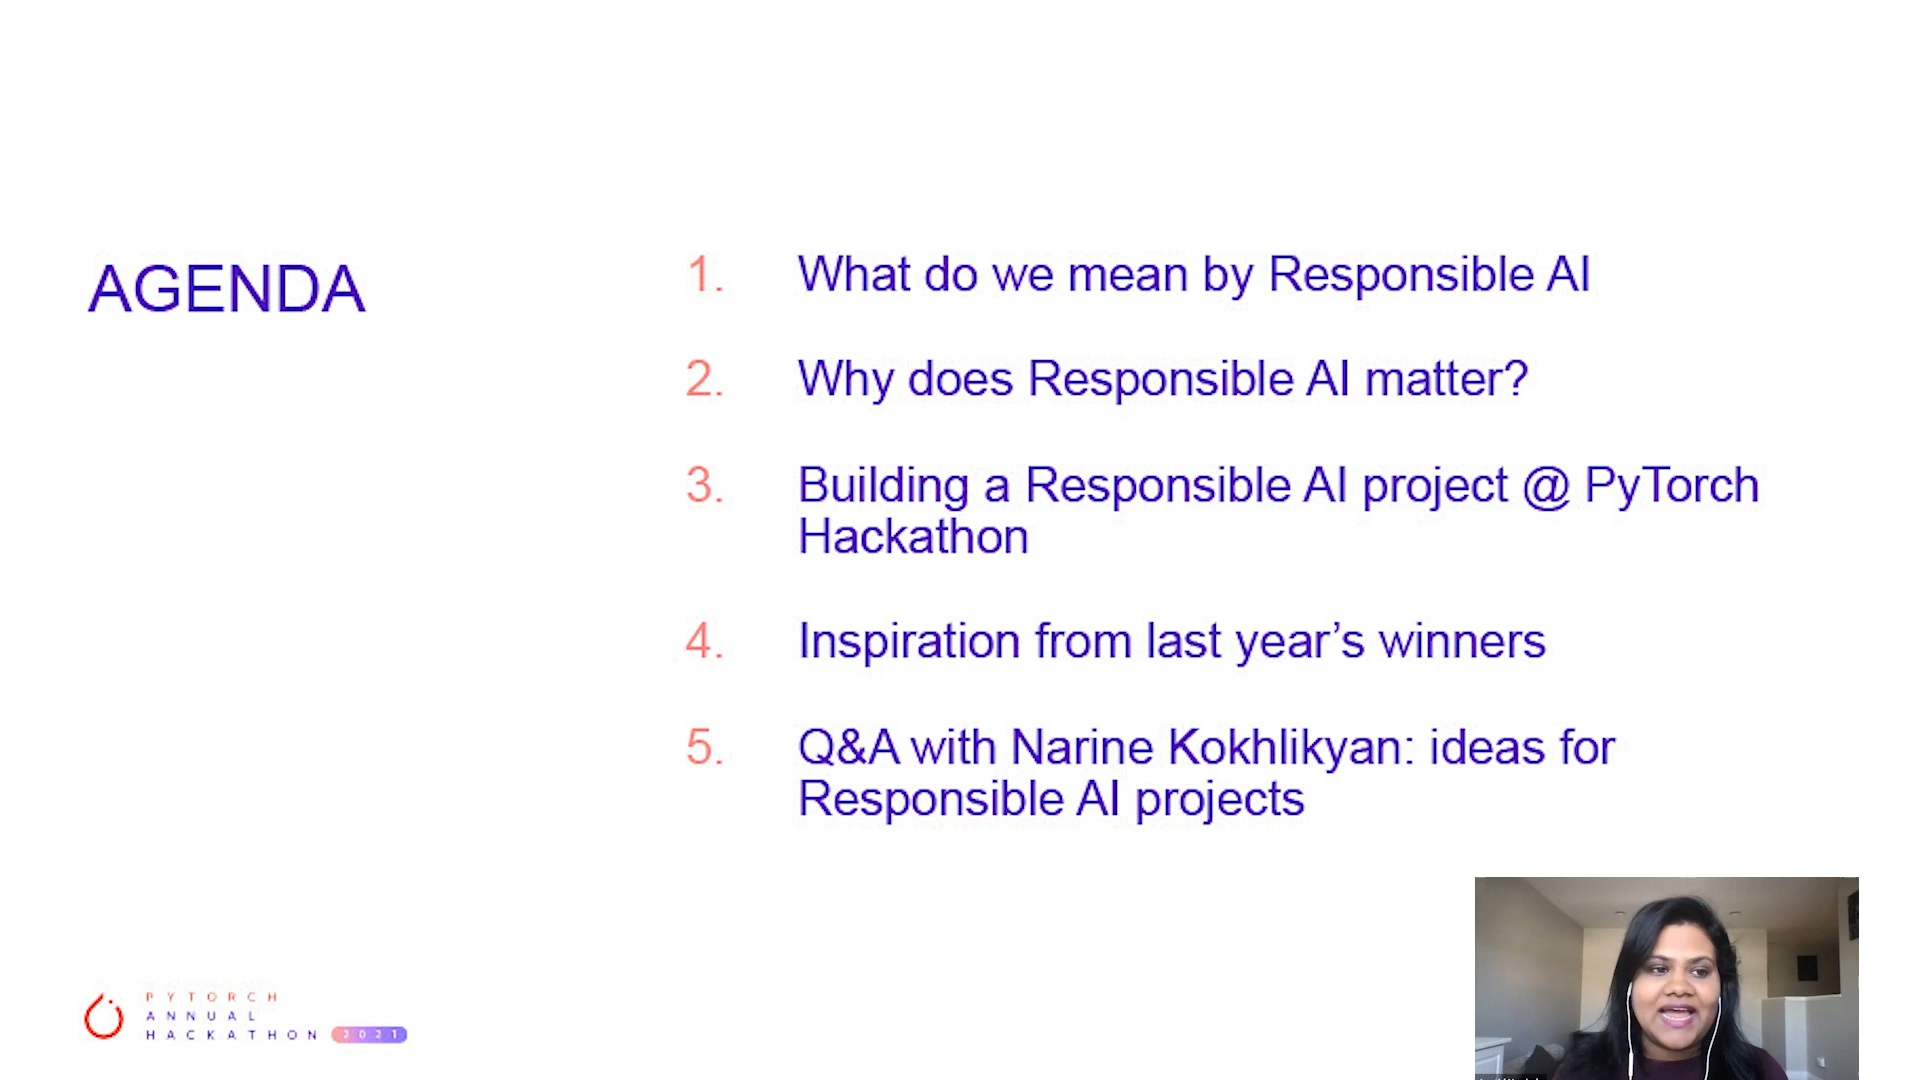 AGENDA
1. What do we mean by Responsible AI
2. Why does Responsible AI matter?
3. Building a Responsible AI project @ PyTorch
Hackathon
4. Inspiration from last year’s winners
5. Q&A with Narine Kokhlikyan: ideas for
Responsible AI projects
PYTORCH
ANNUAL
HACKATHON 2021